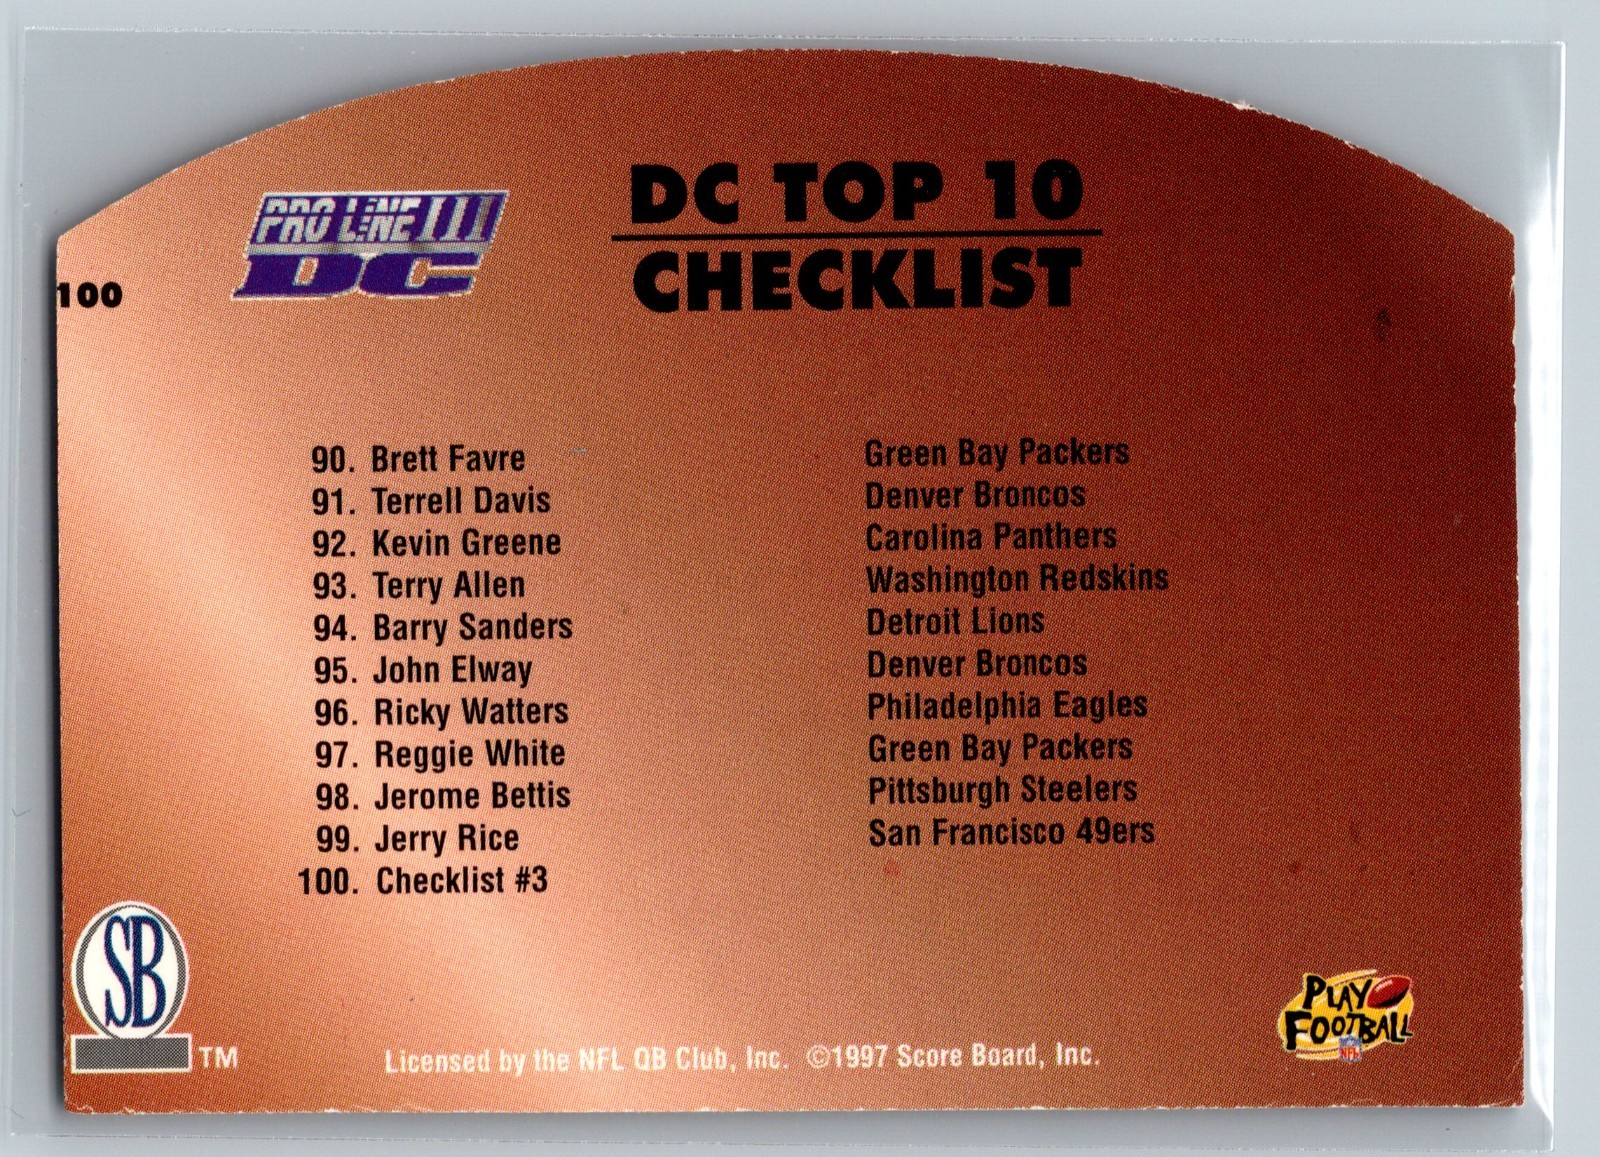 PRO LINE III
DC
DC TOP 10
CHECKLIST
100
90. Brett Favre Green Bay Packers
91. Terrell Davis Denver Broncos
92. Kevin Greene Carolina Panthers
93. Terry Allen Washington Redskins
94. Barry Sanders Detroit Lions
95. John Elway Denver Broncos
96. Ricky Watters Philadelphia Eagles
97. Reggie White Green Bay Packers
98. Jerome Bettis Pittsburgh Steelers
99. Jerry Rice San Francisco 49ers
100. Checklist #3
SB
TM
Licensed by the NFL QB Club, Inc. ©1997 Score Board, Inc.
PLAY
FOOTBALL
NFL